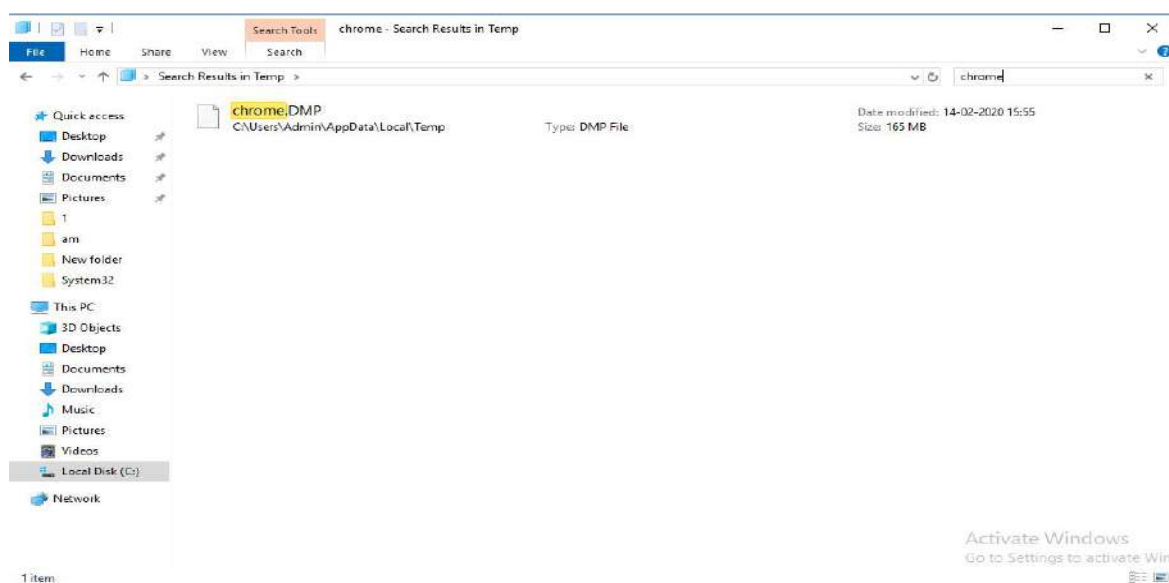 Search Tools chrome - Search Results in Temp
File Home Share View Search
Search Results in Temp
chrome
Quick access
Desktop
Downloads
Documents
Pictures
1
am
New folder
System32
This PC
3D Objects
Desktop
Documents
Downloads
Music
Pictures
Videos
Local Disk (C:)
Network
chrome.DMP
C:\Users\Admin\AppData\Local\Temp
Type: DMP File
Date modified: 14-02-2020 15:55
Size: 165 MB
Activate Windows
Go to Settings to activate Win
1 item